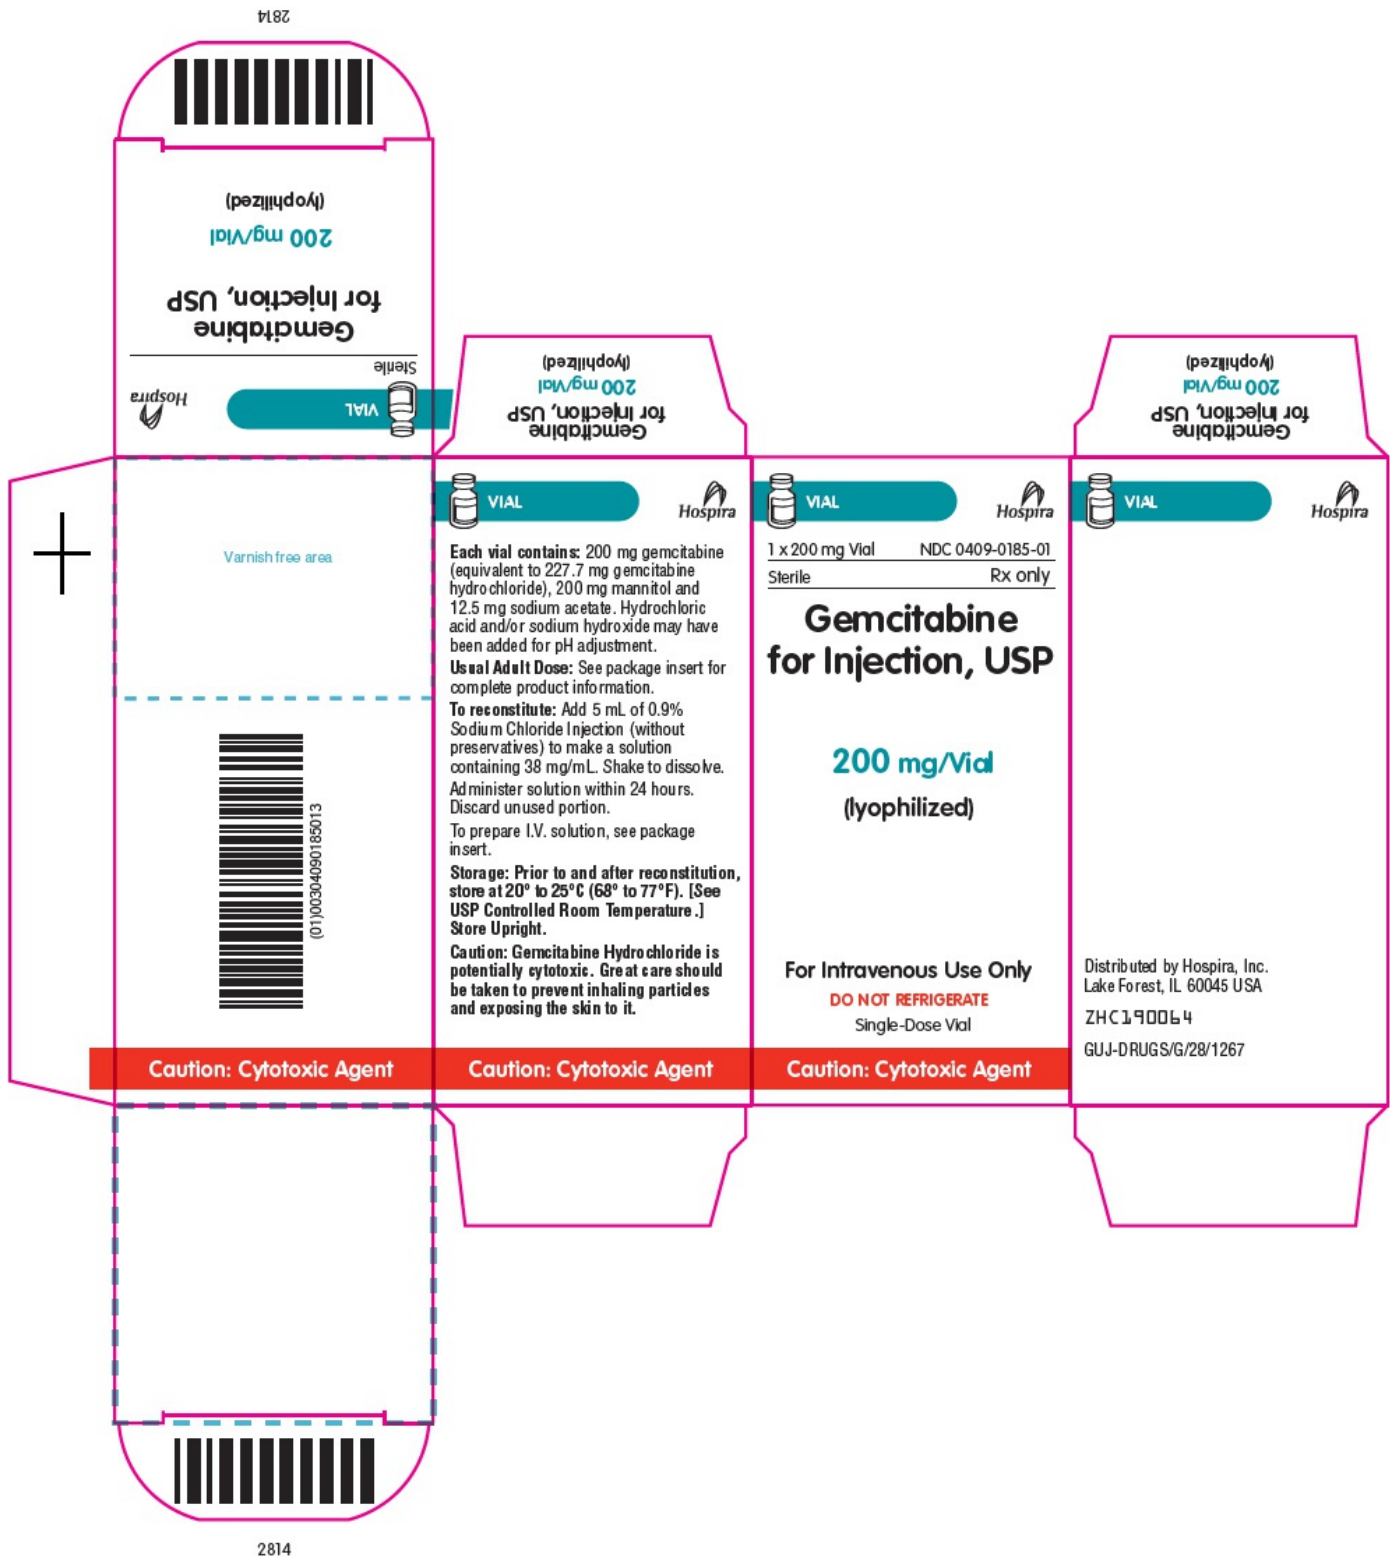 2814
(lyophilized)
200 mg/Vial
for Injection, USP
Gemcitabine
Sterile
Hospira
VIAL
(lyophilized)
200 mg/Vial
for Injection, USP
Gemcitabine
(lyophilized)
200 mg/Vial
for Injection, USP
Gemcitabine
Varnish free area
(01)00304090185013
Caution: Cytotoxic Agent
VIAL
Hospira
Each vial contains: 200 mg gemcitabine
(equivalent to 227.7 mg gemcitabine
hydrochloride), 200 mg mannitol and
12.5 mg sodium acetate. Hydrochloric
acid and/or sodium hydroxide may have
been added for pH adjustment.
Usual Adult Dose: See package insert for
complete product information.
To reconstitute: Add 5 mL of 0.9%
Sodium Chloride Injection (without
preservatives) to make a solution
containing 38 mg/mL. Shake to dissolve.
Administer solution within 24 hours.
Discard unused portion.
To prepare I.V. solution, see package
insert.
Storage: Prior to and after reconstitution,
store at 20° to 25°C (68° to 77°F). [See
USP Controlled Room Temperature.]
Store Upright.
Caution: Gemcitabine Hydrochloride is
potentially cytotoxic. Great care should
be taken to prevent inhaling particles
and exposing the skin to it.
Caution: Cytotoxic Agent
VIAL
Hospira
1 x 200 mg Vial NDC 0409-0185-01
Sterile Rx only
Gemcitabine
for Injection, USP
200 mg/Vial
(lyophilized)
For Intravenous Use Only
DO NOT REFRIGERATE
Single-Dose Vial
Caution: Cytotoxic Agent
VIAL
Hospira
Distributed by Hospira, Inc.
Lake Forest, IL 60045 USA
ZHC190064
GUJ-DRUGS/G/28/1267
2814